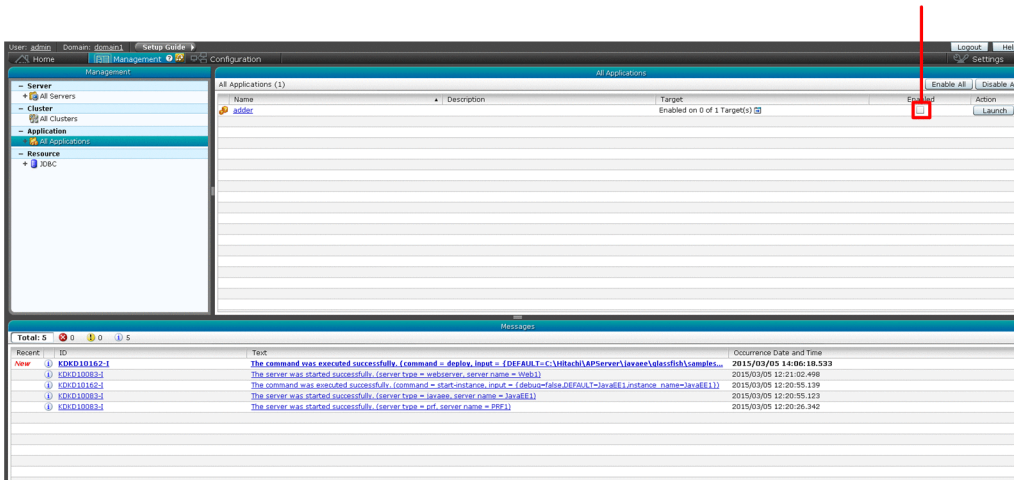 User: admin Domain: domain1 Setup Guide Logout Hel
Home Management Configuration Settings
Management All Applications
All Applications (1) Enable All Disable A
Name Description Target Enabled Action
adder Enabled on 0 of 1 Target(s) Launch
− Server
+ All Servers
− Cluster
All Clusters
− Application
+ All Applications
− Resource
+ JDBC
Messages
Total: 5 0 0 5
Recent ID Text Occurrence Date and Time
New KDKD10162-I The command was executed successfully. (command = deploy, input = {DEFAULT=C:\Hitachi\APServer\javaee\glassfish\samples... 2015/03/05 14:06:18.533
KDKD10083-I The server was started successfully. (server type = webserver, server name = Web1) 2015/03/05 12:21:02.498
KDKD10162-I The command was executed successfully. (command = start-instance, input = {debug=false,DEFAULT=JavaEE1,instance_name=JavaEE1}) 2015/03/05 12:20:55.139
KDKD10083-I The server was started successfully. (server type = javaee, server name = JavaEE1) 2015/03/05 12:20:55.123
KDKD10083-I The server was started successfully. (server type = prf, server name = PRF1) 2015/03/05 12:20:26.342